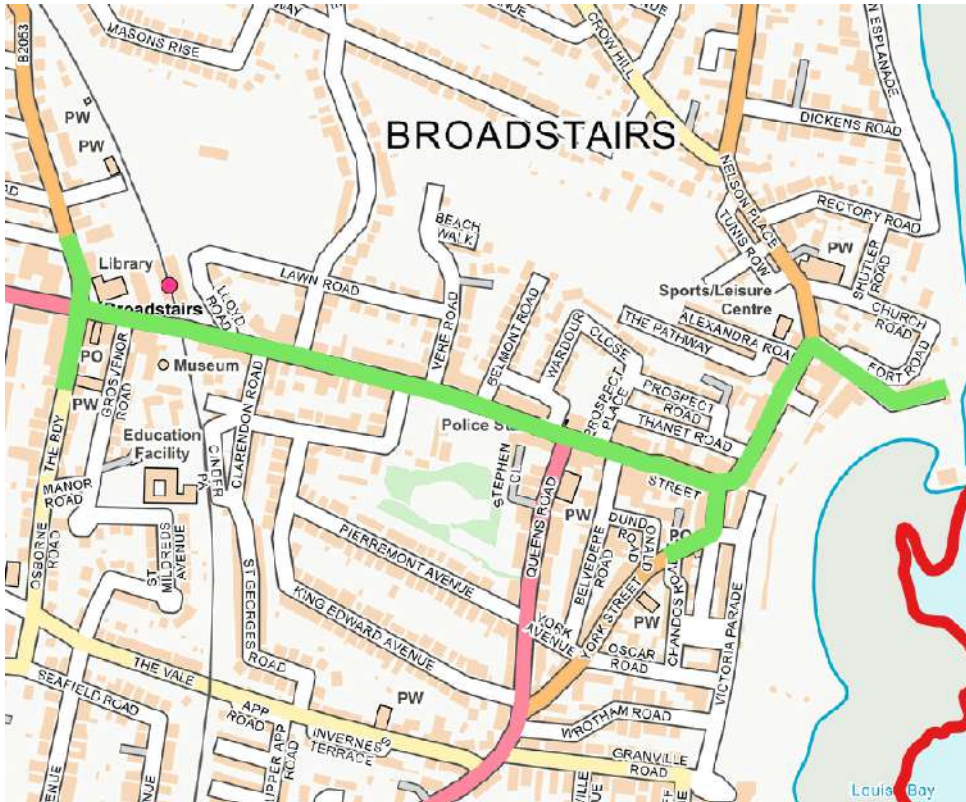 B2053
MASONS RISE
AVENUE
CROW HILL
ESPLANADE
PW
PW
BROADSTAIRS
DICKENS ROAD
NELSON PLACE
RECTORY ROAD
TUNIS ROW
PW
SHUTLER
ROAD
BEACH
WALK
Library
LAWN ROAD
Sports/Leisure
Centre
CHURCH
ROAD
Broadstairs
LLOYD
ROAD
VERE ROAD
BELMONT ROAD
WARDOUR
CLOSE
THE PATHWAY
ALEXANDRA ROAD
FORT ROAD
PO
Museum
GROSVENOR
ROAD
PW
CLARENDON ROAD
PROSPECT
PLACE
PROSPECT
ROAD
THANET ROAD
Police
THE BDY
Education
Facility
CINDER
PA
STEPHEN
CL
STREET
MANOR
ROAD
QUEENS ROAD
PW
DUND
ONALD
ROAD
PO
OSBORNE
ROAD
ST
MILDREDS
AVENUE
PIERREMONT AVENUE
BELVEDERE
ROAD
CHANDOS
ST GEORGES
ROAD
KING EDWARD AVENUE
YORK
AVENUE
YORK STREET
PW
OSCAR
ROAD
VICTORIA PARADE
THE VALE
SEAFIELD ROAD
APP
ROAD
PW
WROTHAM ROAD
UPPER APP
ROAD
INVERNESS
TERRACE
GRANVILLE
ROAD
AVENUE
Louisa Bay